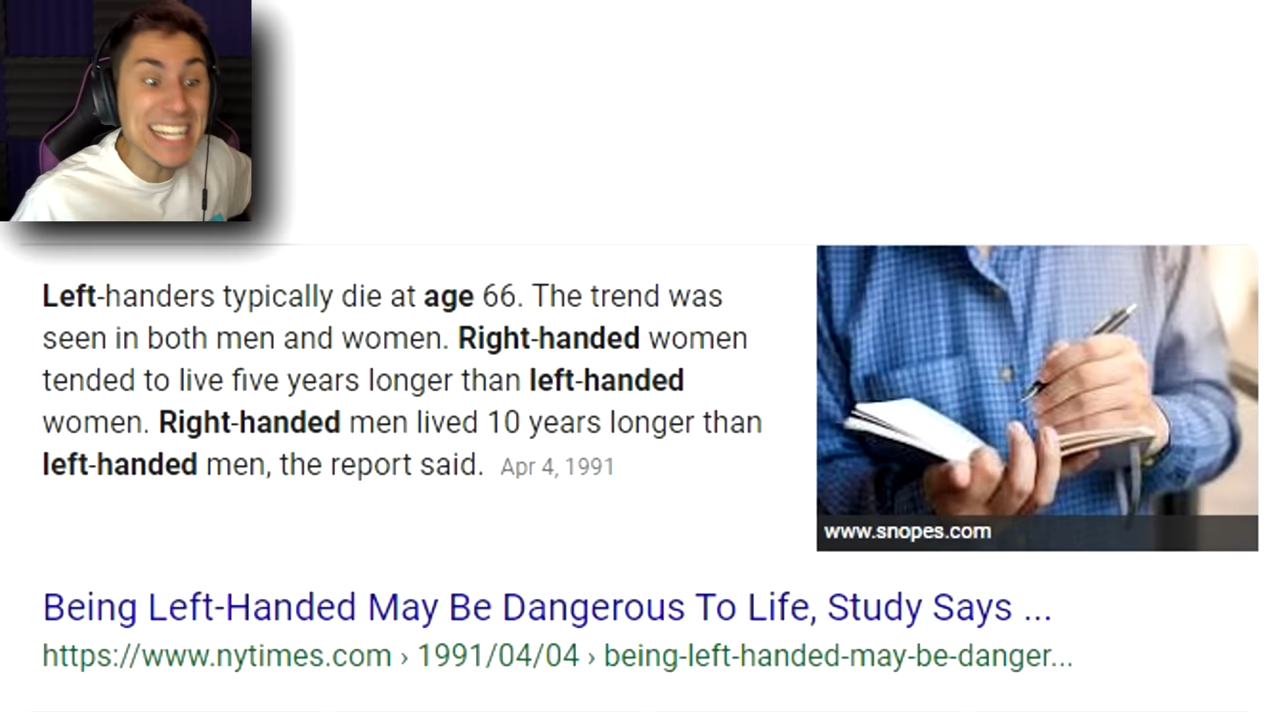 Left-handers typically die at age 66. The trend was
seen in both men and women. Right-handed women
tended to live five years longer than left-handed
women. Right-handed men lived 10 years longer than
left-handed men, the report said. Apr 4, 1991
www.snopes.com
Being Left-Handed May Be Dangerous To Life, Study Says ...
https://www.nytimes.com › 1991/04/04 › being-left-handed-may-be-danger...